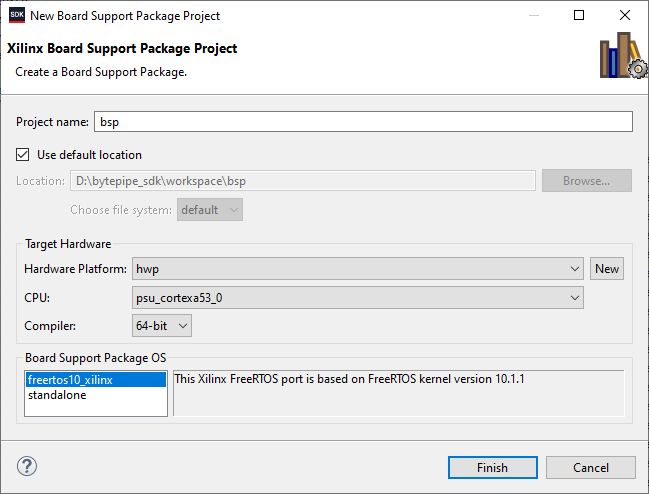 SDK New Board Support Package Project
Xilinx Board Support Package Project
Create a Board Support Package.
Project name: bsp
Use default location
Location: D:\bytepipe_sdk\workspace\bsp Browse...
Choose file system: default
Target Hardware
Hardware Platform: hwp New
CPU: psu_cortexa53_0
Compiler: 64-bit
Board Support Package OS
freertos10_xilinx This Xilinx FreeRTOS port is based on FreeRTOS kernel version 10.1.1
standalone
? Finish Cancel